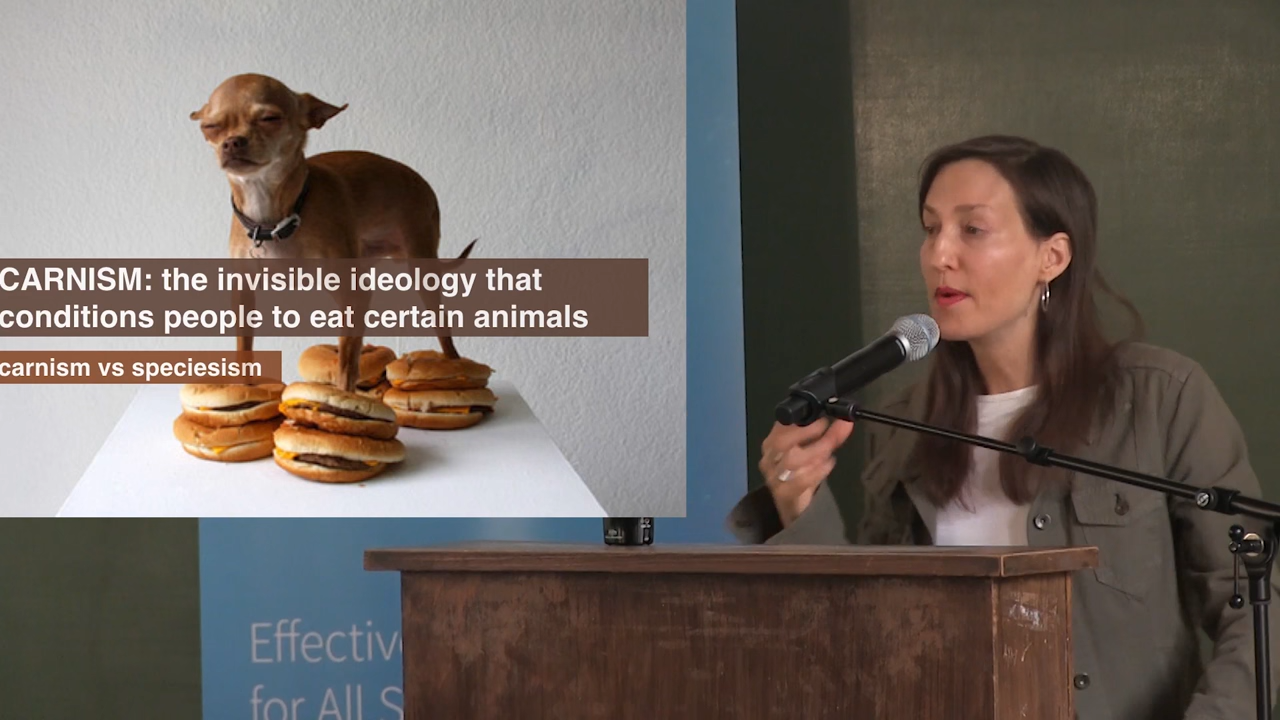 CARNISM: the invisible ideology that
conditions people to eat certain animals
carnism vs speciesism
Effectiv
for All S